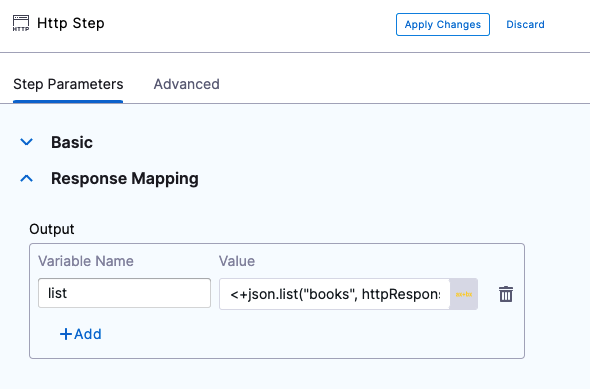 HTTP
Http Step
Apply Changes
Discard
Step Parameters
Advanced
Basic
Response Mapping
Output
Variable Name
Value
list
<+json.list("books", httpRespons
+Add